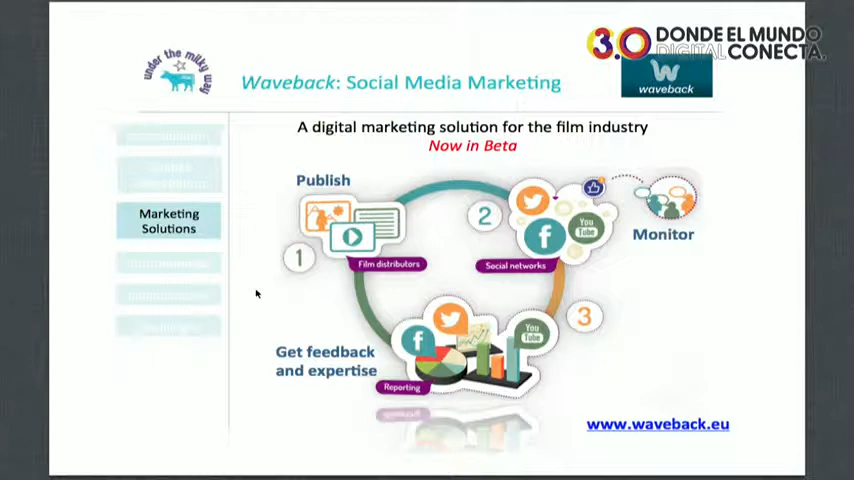 3.0 DONDE EL MUNDO
DIGITAL CONECTA.
under the milky way
Waveback: Social Media Marketing
waveback
A digital marketing solution for the film industry
Now in Beta
Marketing
Solutions
Publish
1
Film distributors
2
f
You
Tube
Social networks
Monitor
3
Get feedback
and expertise
f
You
Tube
Reporting
www.waveback.eu